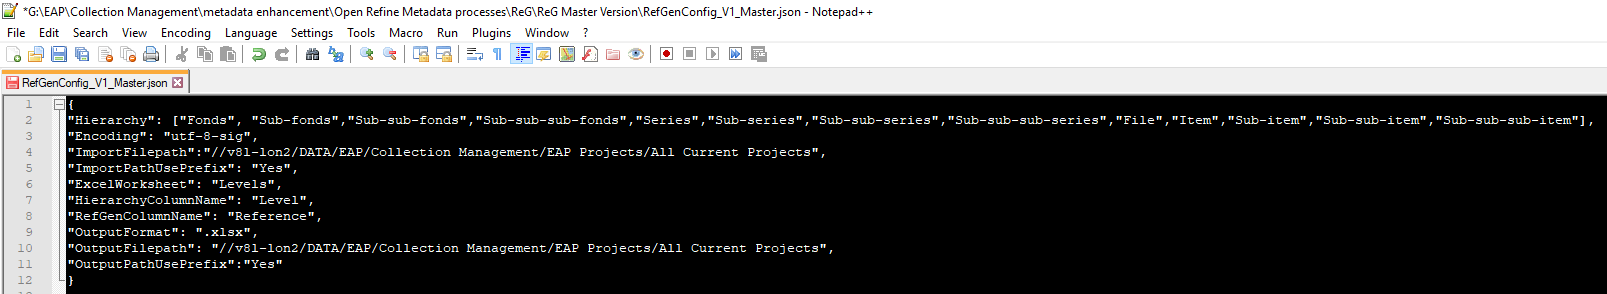 *G:\EAP\Collection Management\metadata enhancement\Open Refine Metadata processes\ReG\ReG Master Version\RefGenConfig_V1_Master.json - Notepad++
File Edit Search View Encoding Language Settings Tools Macro Run Plugins Window ?
RefGenConfig_V1_Master.json
1 {
2 "Hierarchy": ["Fonds", "Sub-fonds","Sub-sub-fonds","Sub-sub-sub-fonds","Series","Sub-series","Sub-sub-series","Sub-sub-sub-series","File","Item","Sub-item","Sub-sub-item","Sub-sub-sub-item"],
3 "Encoding": "utf-8-sig",
4 "ImportFilepath":"//v8l-lon2/DATA/EAP/Collection Management/EAP Projects/All Current Projects",
5 "ImportPathUsePrefix": "Yes",
6 "ExcelWorksheet": "Levels",
7 "HierarchyColumnName": "Level",
8 "RefGenColumnName": "Reference",
9 "OutputFormat": ".xlsx",
10 "OutputFilepath": "//v8l-lon2/DATA/EAP/Collection Management/EAP Projects/All Current Projects",
11 "OutputPathUsePrefix":"Yes"
12 }